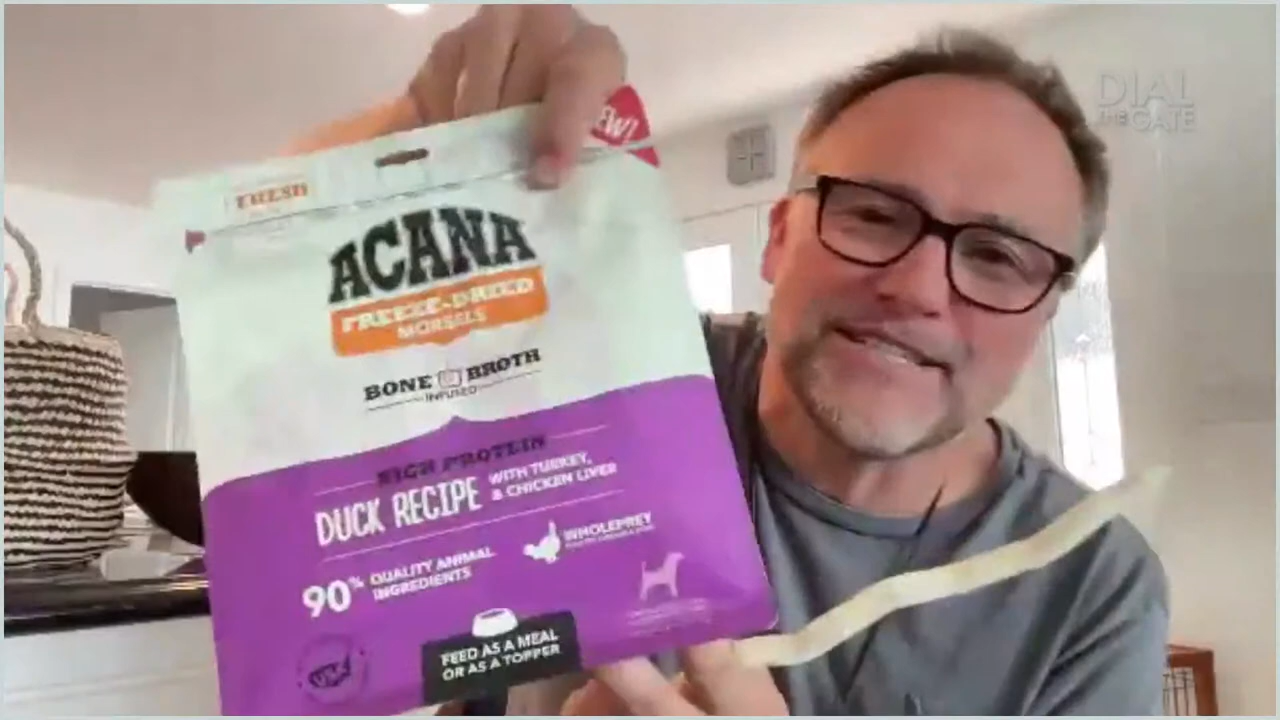 DIAL
THE GATE
EW!
FRESH
ACANA
FREEZE-DRIED
MORSELS
BONE BROTH
INFUSED
HIGH PROTEIN
DUCK RECIPE WITH TURKEY,
& CHICKEN LIVER
90% QUALITY ANIMAL
INGREDIENTS
WHOLEPREY
FEED AS A MEAL
OR AS A TOPPER